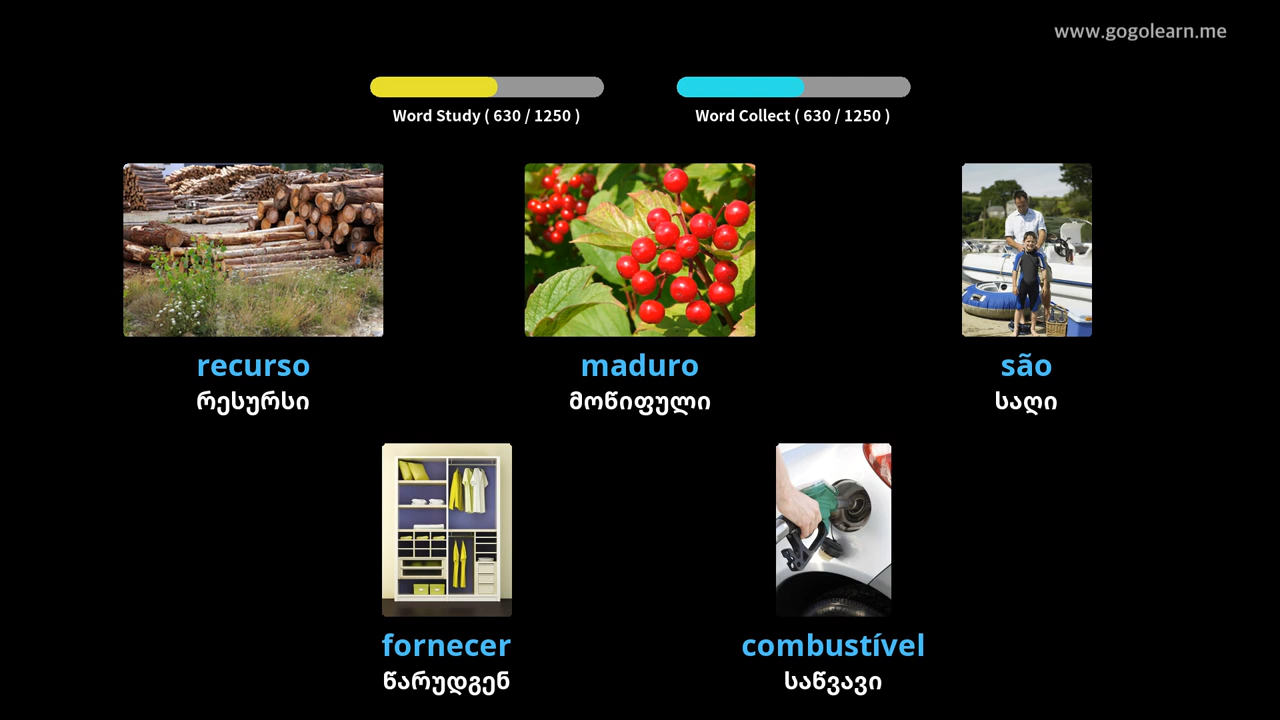 www.gogolearn.me
Word Study ( 630 / 1250 )
Word Collect ( 630 / 1250 )
recurso
რესურსი
maduro
მოწიფული
são
საღი
fornecer
წარუდგენ
combustível
საწვავი